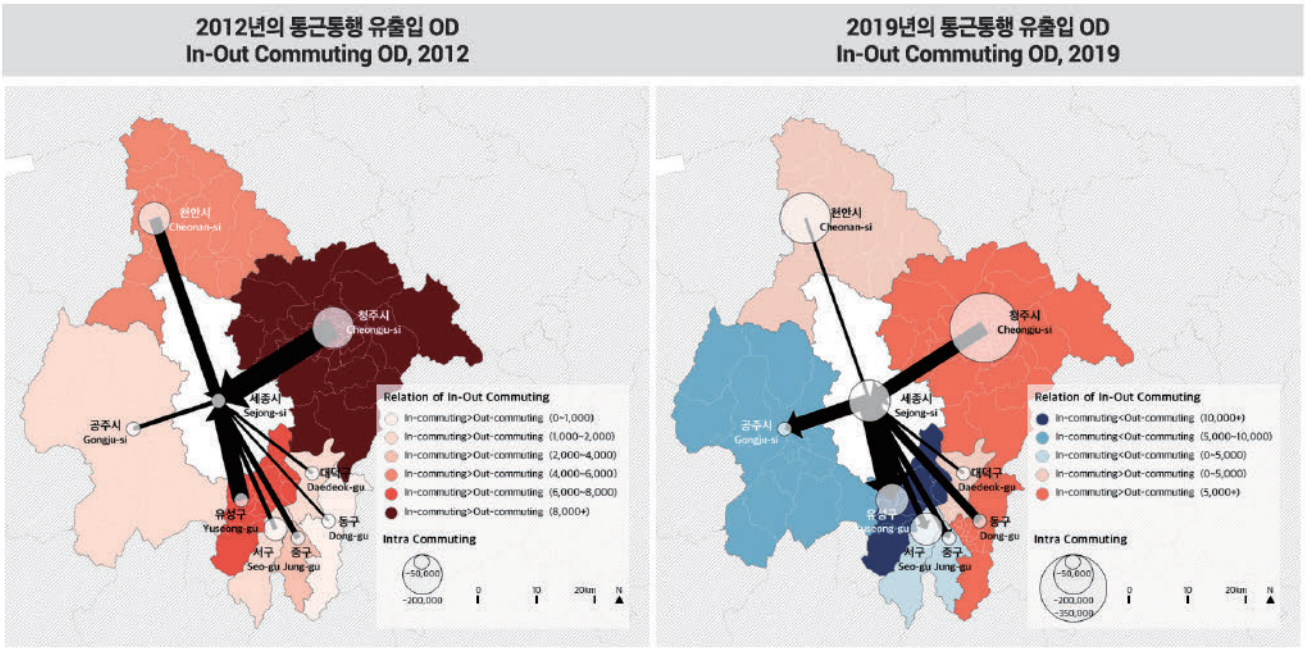 2012년의 통근통행 유출입 OD
In-Out Commuting OD, 2012
천안시
Cheonan-si
청주시
Cheongju-si
세종시
Sejong-si
공주시
Gongju-si
대덕구
Daedeok-gu
유성구
Yuseong-gu
동구
Dong-gu
서구 중구
Seo-gu Jung-gu
Relation of In-Out Commuting
In-commuting>Out-commuting (0~1,000)
In-commuting>Out-commuting (1,000~2,000)
In-commuting>Out-commuting (2,000~4,000)
In-commuting>Out-commuting (4,000~6,000)
In-commuting>Out-commuting (6,000~8,000)
In-commuting>Out-commuting (8,000+)
Intra Commuting
~50,000
~200,000
0 10 20km N
2019년의 통근통행 유출입 OD
In-Out Commuting OD, 2019
천안시
Cheonan-si
청주시
Cheongju-si
세종시
Sejong-si
공주시
Gongju-si
대덕구
Daedeok-gu
유성구
Yuseong-gu
동구
Dong-gu
서구 중구
Seo-gu Jung-gu
Relation of In-Out Commuting
In-commuting<Out-commuting (10,000+)
In-commuting<Out-commuting (5,000~10,000)
In-commuting<Out-commuting (0~5,000)
In-commuting>Out-commuting (0~5,000)
In-commuting>Out-commuting (5,000+)
Intra Commuting
~50,000
~200,000
~350,000
0 10 20km N